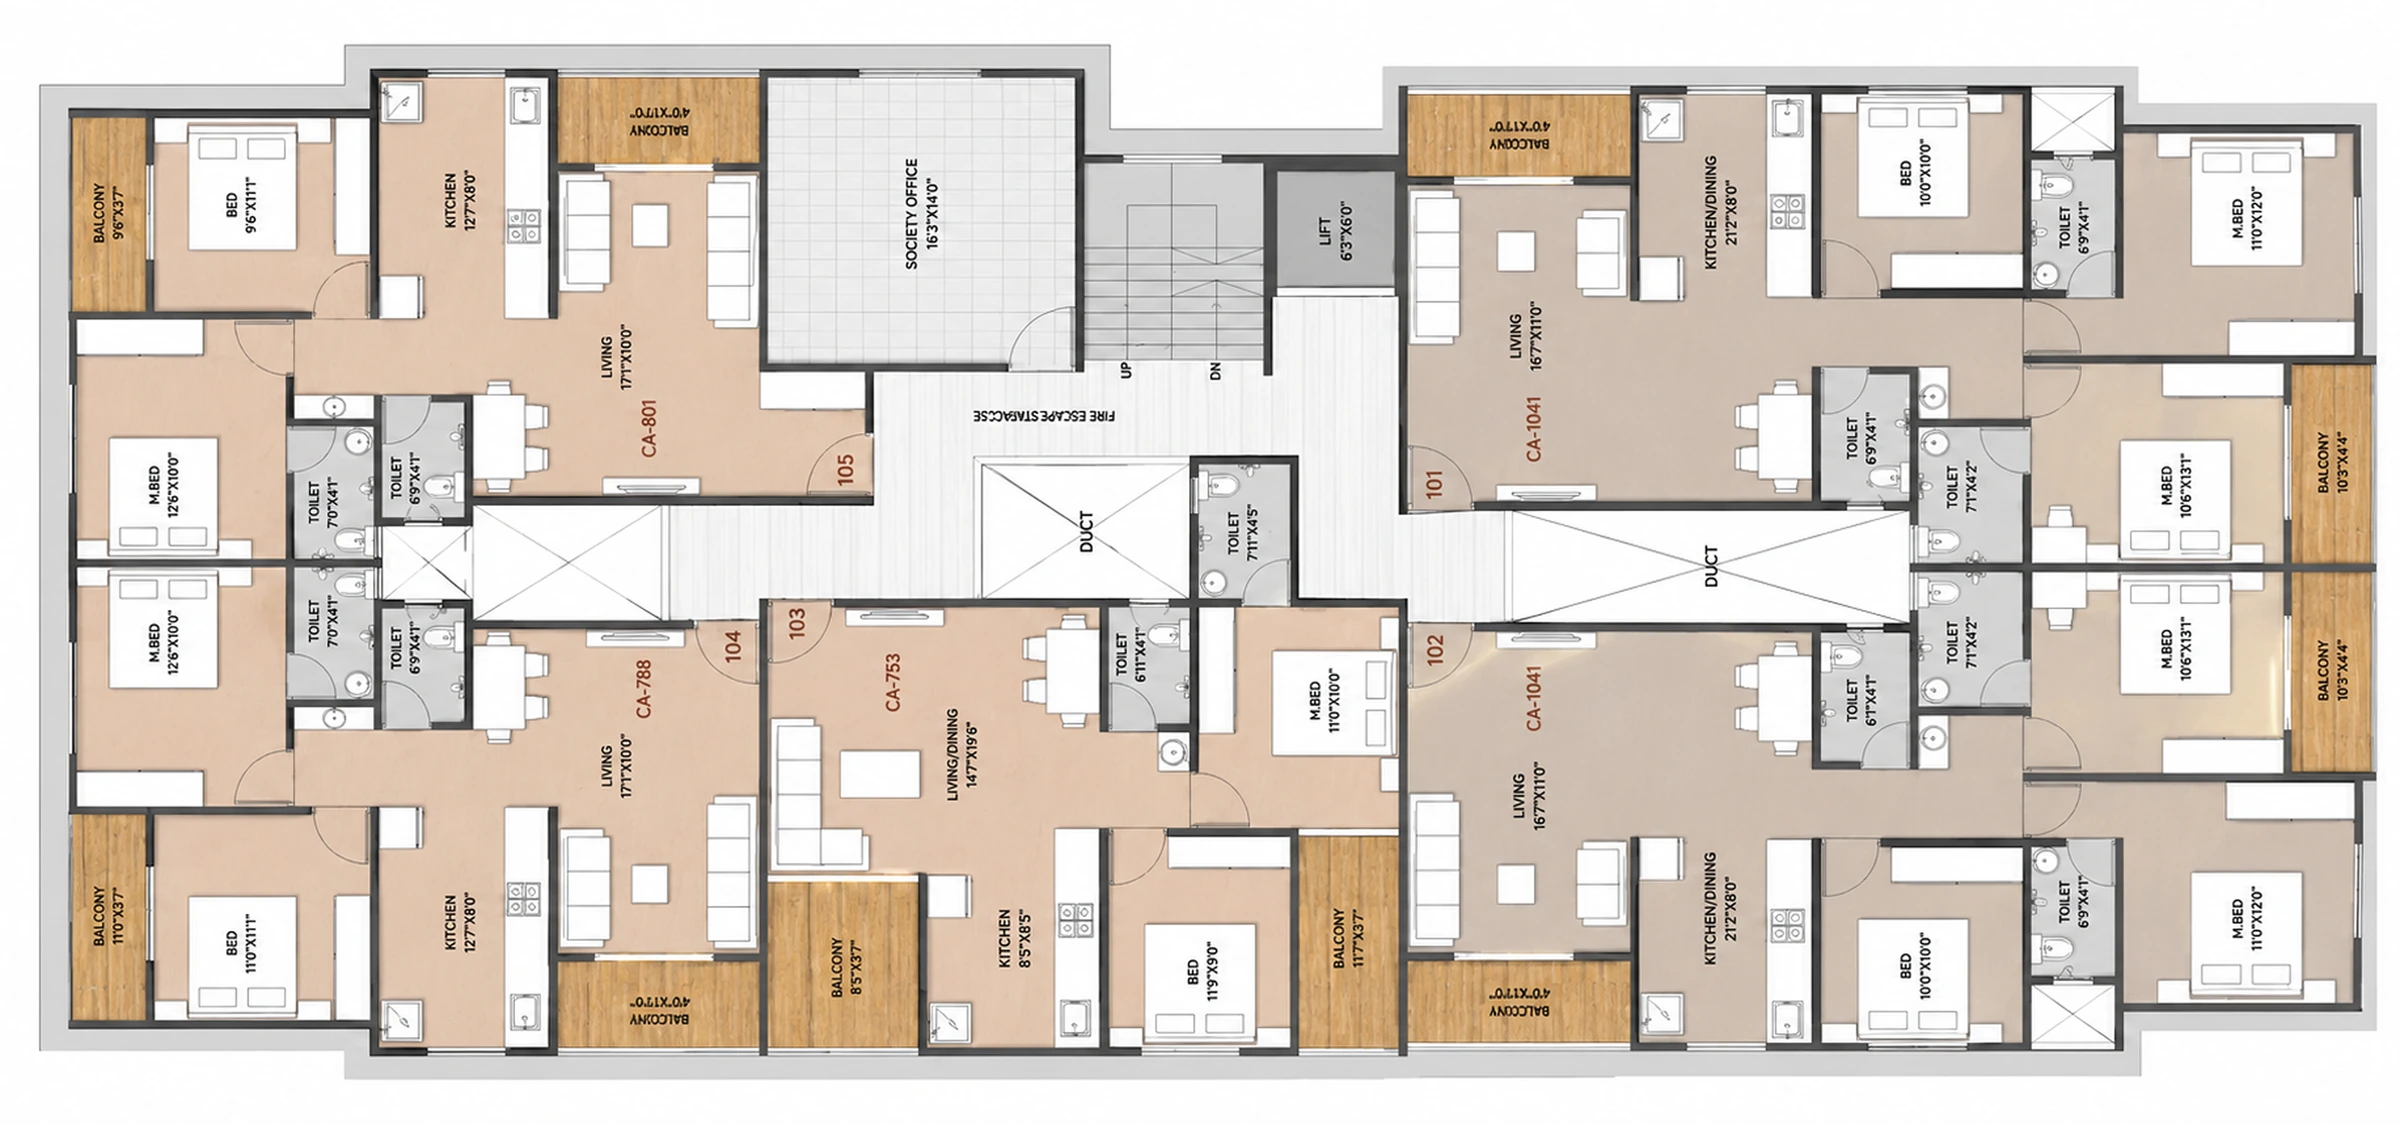 BALCONY
9'6"X3'7"
BED
9'6"X11'1"
KITCHEN
12'7"X8'0"
BALCONY
4'0"X17'0"
LIVING
17'1"X10'0"
CA-801
105
SOCIETY OFFICE
16'3"X14'0"
UP
DN
LIFT
6'3"X6'0"
FIRE ESCAPE
M.BED
12'6"X10'0"
TOILET
7'0"X4'1"
TOILET
6'9"X4'1"
DUCT
TOILET
7'11"X4'5"
BALCONY
4'0"X17'0"
LIVING
16'7"X11'0"
CA-1041
101
KITCHEN/DINING
21'2"X8'0"
BED
10'0"X10'0"
TOILET
6'9"X4'1"
M.BED
11'0"X12'0"
TOILET
6'9"X4'1"
TOILET
7'1"X4'2"
M.BED
10'6"X13'1"
BALCONY
10'3"X4'4"
DUCT
M.BED
12'6"X10'0"
TOILET
7'0"X4'1"
TOILET
6'9"X4'1"
104
CA-788
LIVING
17'1"X10'0"
BALCONY
11'0"X3'7"
BED
11'0"X11'1"
KITCHEN
12'7"X8'0"
BALCONY
4'0"X17'0"
103
CA-753
LIVING/DINING
14'7"X19'6"
TOILET
6'11"X4'1"
M.BED
11'0"X10'0"
BALCONY
8'5"X3'7"
KITCHEN
8'5"X8'5"
BED
11'9"X9'0"
BALCONY
11'7"X3'7"
102
CA-1041
LIVING
16'7"X11'0"
TOILET
6'1"X4'1"
TOILET
7'1"X4'2"
M.BED
10'6"X13'1"
BALCONY
10'3"X4'4"
BALCONY
4'0"X17'0"
KITCHEN/DINING
21'2"X8'0"
BED
10'0"X10'0"
TOILET
6'9"X4'1"
M.BED
11'0"X12'0"